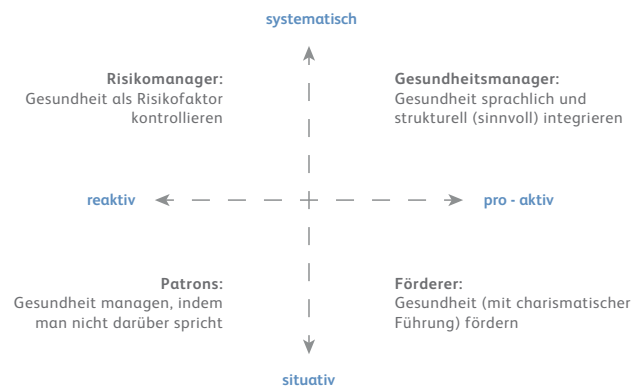 systematisch
Risikomanager:
Gesundheit als Risikofaktor
kontrollieren
Gesundheitsmanager:
Gesundheit sprachlich und
strukturell (sinnvoll) integrieren
reaktiv
pro - aktiv
Patrons:
Gesundheit managen, indem
man nicht darüber spricht
Förderer:
Gesundheit (mit charismatischer
Führung) fördern
situativ